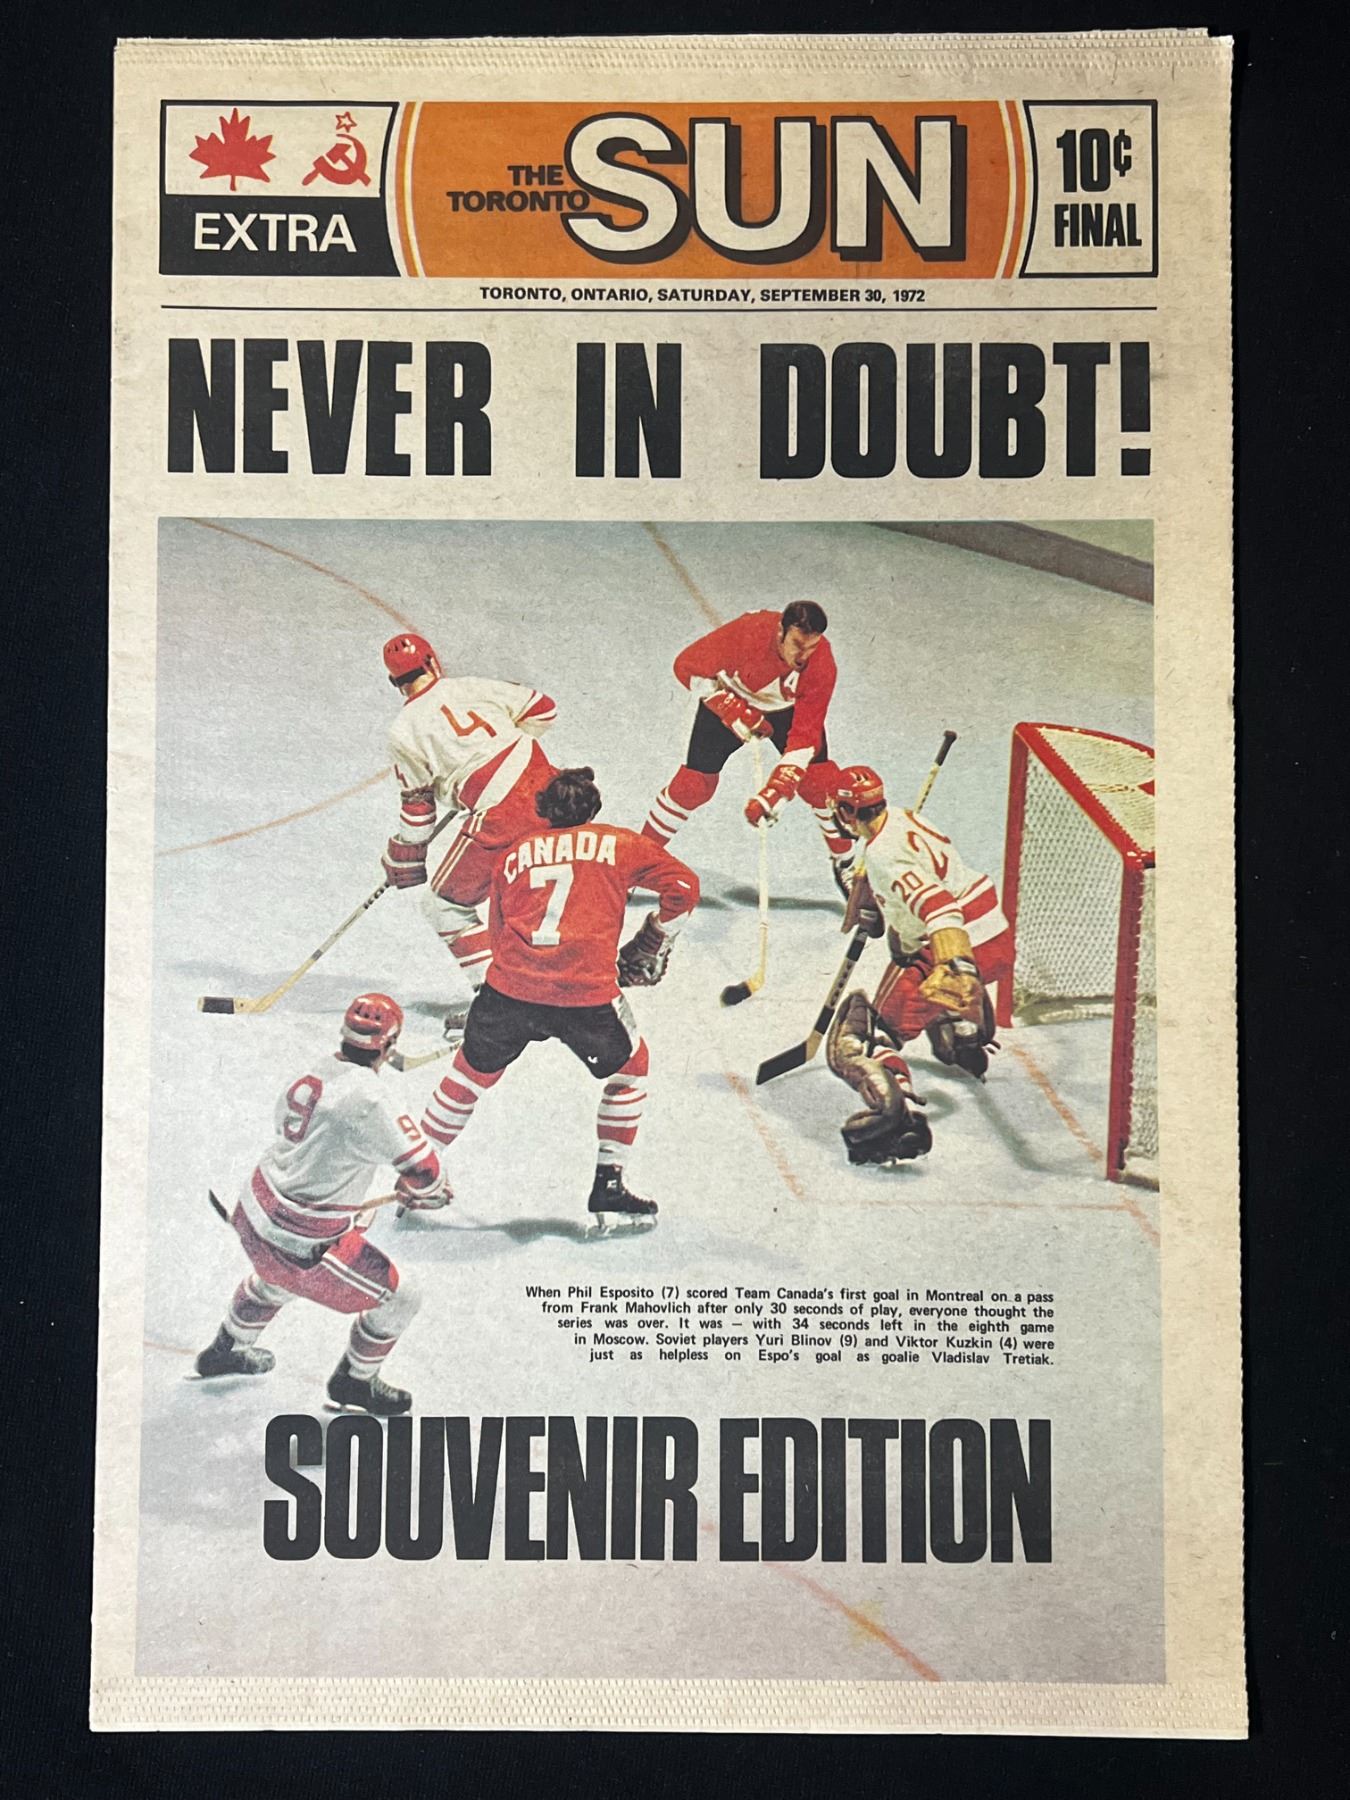 EXTRA
THE
TORONTO
SUN
10¢
FINAL
TORONTO, ONTARIO, SATURDAY, SEPTEMBER 30, 1972
NEVER IN DOUBT!
4
4
A
20
20
CANADA
7
9
9
When Phil Esposito (7) scored Team Canada's first goal in Montreal on a pass
from Frank Mahovlich after only 30 seconds of play, everyone thought the
series was over. It was — with 34 seconds left in the eighth game
in Moscow. Soviet players Yuri Blinov (9) and Viktor Kuzkin (4) were
just as helpless on Espo's goal as goalie Vladislav Tretiak.
SOUVENIR EDITION